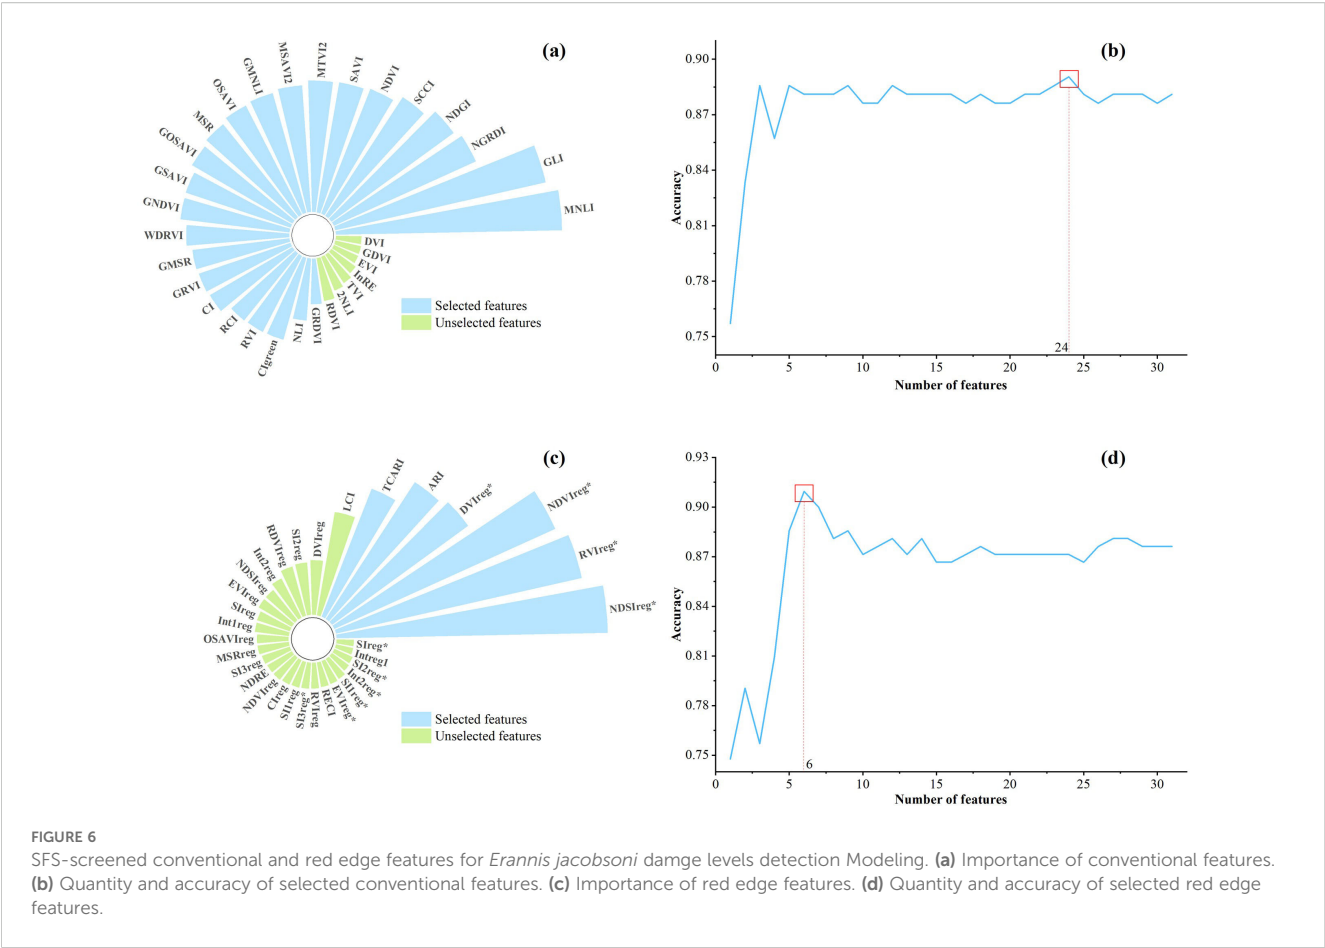 (a)
MNLI
GLI
NGRDI
NDGI
SCCI
NDVI
SAVI
MTVI2
MSAVI2
GMNLI
OSAVI
MSR
GOSAVI
GSAVI
GNDVI
WDRVI
GMSR
GRVI
CI
RCI
RVI
CIgreen
NLI
GRDVI
RDVI
2NLI
TVI
InRE
EVI
GDVI
DVI
Selected features
Unselected features
(b)
0.90
0.87
0.84
0.81
0.78
0.75
Accuracy
24
0 5 10 15 20 25 30
Number of features
(c)
NDSIreg*
RVIreg*
NDVIreg*
DVIreg*
ARI
TCARI
LCI
DVIreg
SI2reg
RDVIreg
Int2reg
NDSIreg
EVIreg
SIreg
Int1reg
OSAVIreg
MSRreg
SI3reg
NDRE
NDVIreg
CIreg
SI1reg
SI3reg*
RVIreg
RECI
EVIreg*
SI1reg*
Int2reg*
SI2reg*
Intreg1
SIreg*
Selected features
Unselected features
(d)
0.93
0.90
0.87
0.84
0.81
0.78
0.75
Accuracy
6
0 5 10 15 20 25 30
Number of features
FIGURE 6
SFS-screened conventional and red edge features for Erannis jacobsoni damge levels detection Modeling. (a) Importance of conventional features.
(b) Quantity and accuracy of selected conventional features. (c) Importance of red edge features. (d) Quantity and accuracy of selected red edge
features.